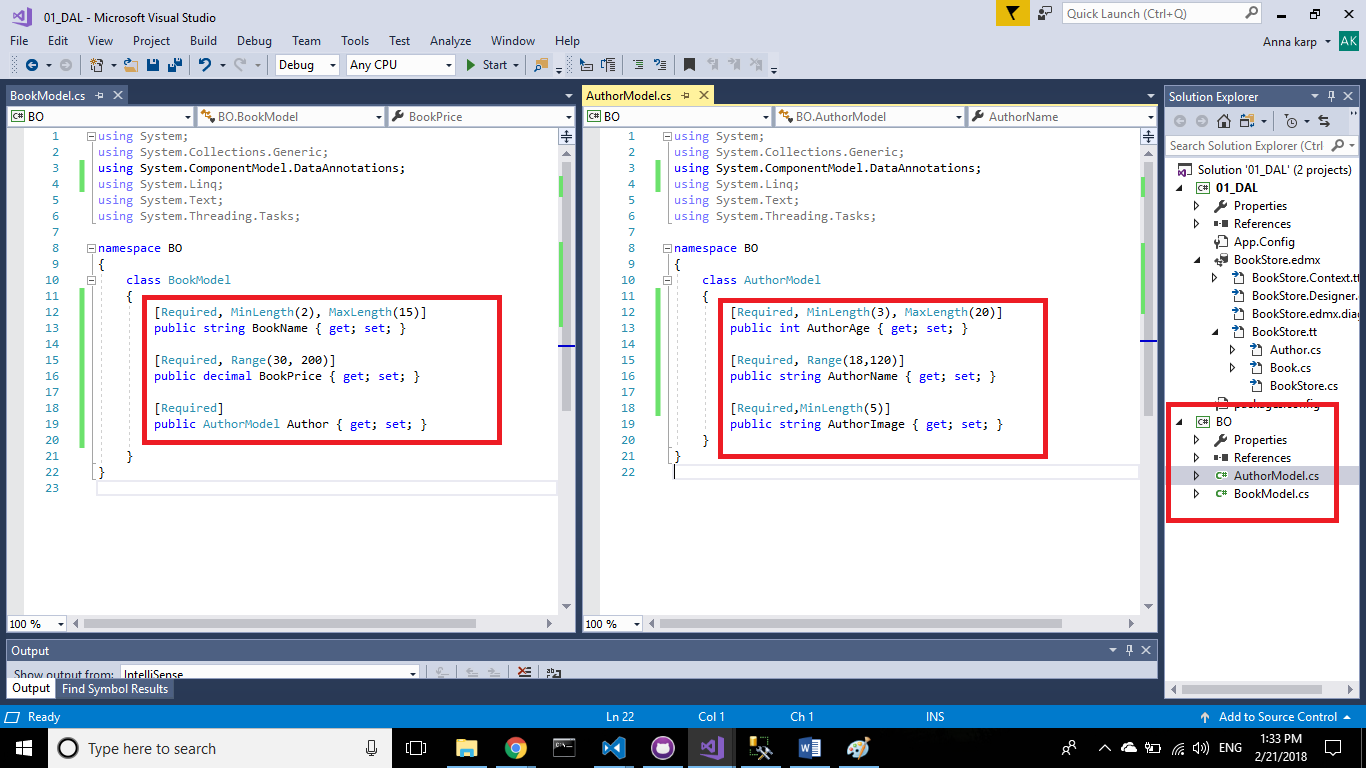 01_DAL - Microsoft Visual Studio
Quick Launch (Ctrl+Q)
File Edit View Project Build Debug Team Tools Test Analyze Window Help
Anna karp AK
Debug Any CPU Start
BookModel.cs
BO BO.BookModel BookPrice
1 using System;
2 using System.Collections.Generic;
3 using System.ComponentModel.DataAnnotations;
4 using System.Linq;
5 using System.Text;
6 using System.Threading.Tasks;
7
8 namespace BO
9 {
10 class BookModel
11 {
12 [Required, MinLength(2), MaxLength(15)]
13 public string BookName { get; set; }
14
15 [Required, Range(30, 200)]
16 public decimal BookPrice { get; set; }
17
18 [Required]
19 public AuthorModel Author { get; set; }
20
21 }
22 }
23
100 %
AuthorModel.cs
BO BO.AuthorModel AuthorName
1 using System;
2 using System.Collections.Generic;
3 using System.ComponentModel.DataAnnotations;
4 using System.Linq;
5 using System.Text;
6 using System.Threading.Tasks;
7
8 namespace BO
9 {
10 class AuthorModel
11 {
12 [Required, MinLength(3), MaxLength(20)]
13 public int AuthorAge { get; set; }
14
15 [Required, Range(18,120)]
16 public string AuthorName { get; set; }
17
18 [Required,MinLength(5)]
19 public string AuthorImage { get; set; }
20 }
21 }
22
100 %
Solution Explorer
Search Solution Explorer (Ctrl
Solution '01_DAL' (2 projects)
C# 01_DAL
Properties
References
App.Config
BookStore.edmx
BookStore.Context.tt
BookStore.Designer.
BookStore.edmx.diag
BookStore.tt
Author.cs
Book.cs
BookStore.cs
packages.config
C# BO
Properties
References
C# AuthorModel.cs
C# BookModel.cs
Output
Show output from: IntelliSense
Output Find Symbol Results
Ready Ln 22 Col 1 Ch 1 INS Add to Source Control
Type here to search
ENG
1:33 PM
2/21/2018